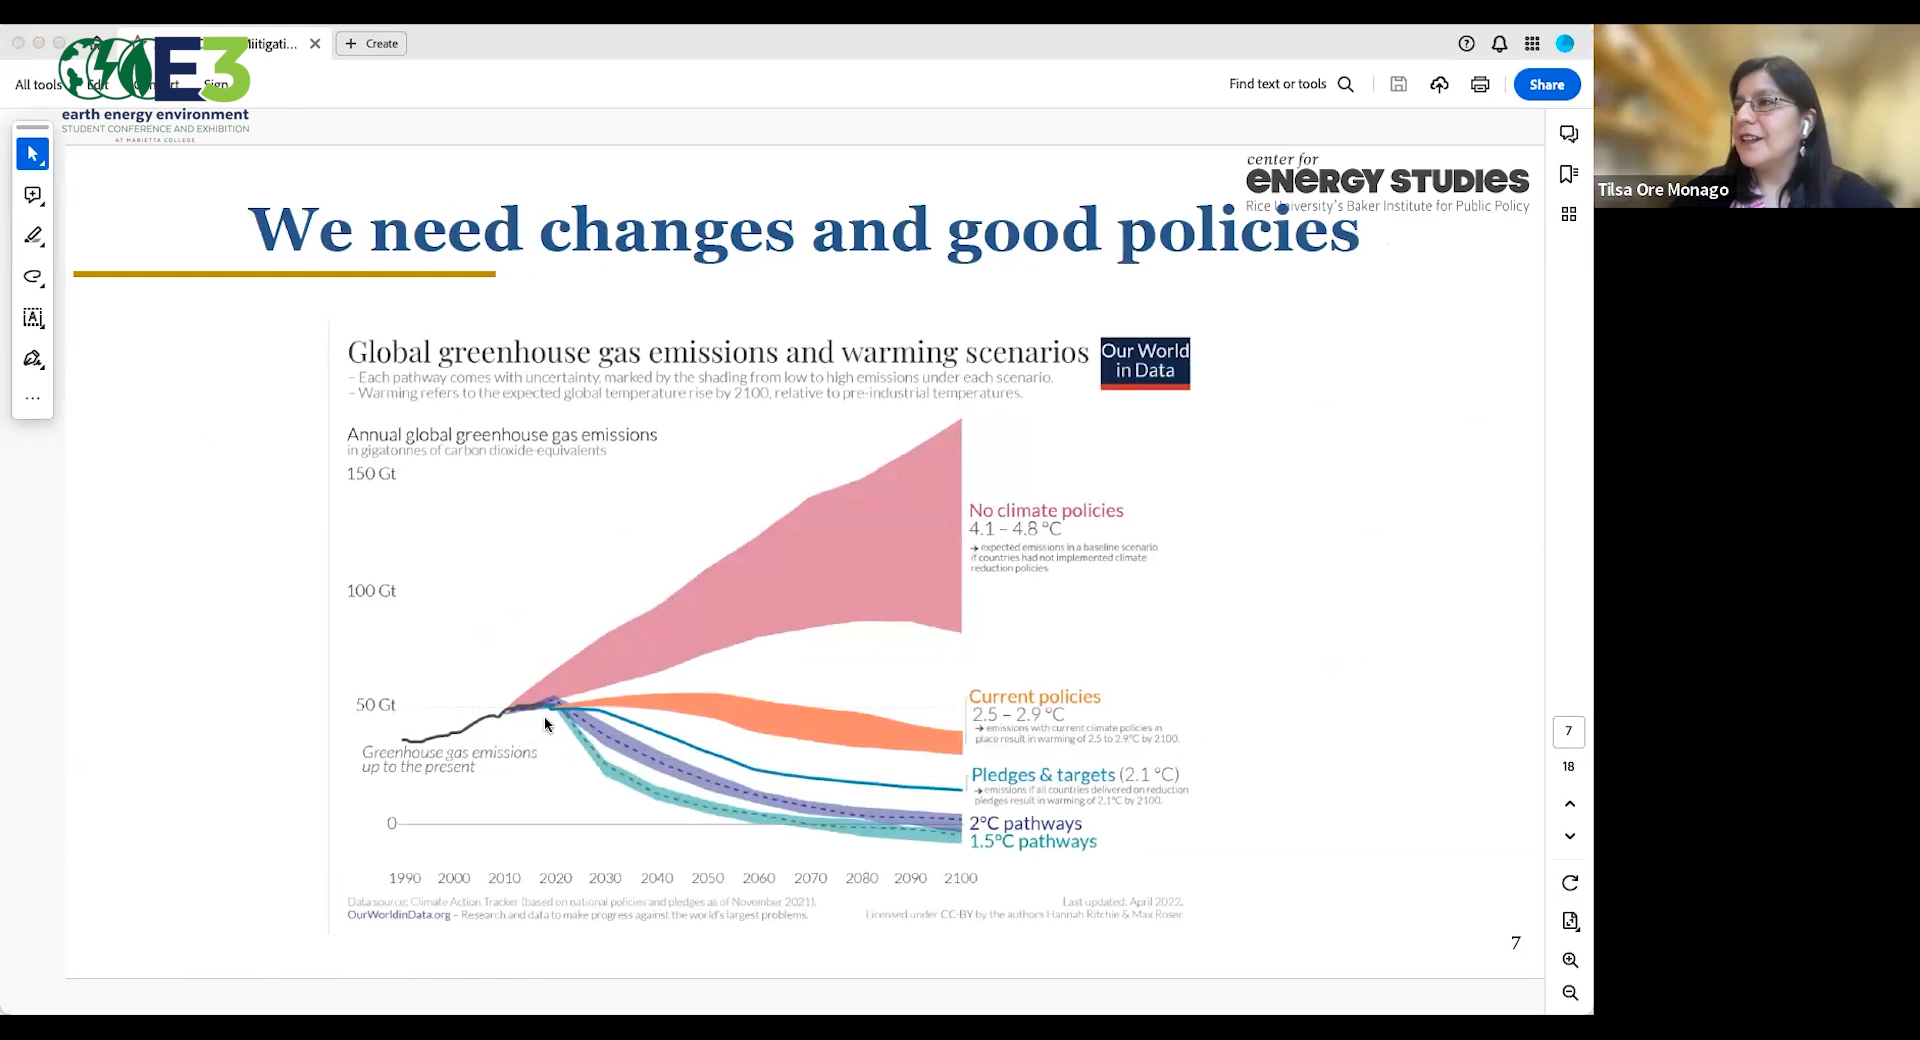 Miitigati...
Create
All tools
Edit
Sign
Find text or tools
Share
E3
earth energy environment
STUDENT CONFERENCE AND EXHIBITION
AT MARIETTA COLLEGE
center for
ENERGY STUDIES
Rice University's Baker Institute for Public Policy
We need changes and good policies
Tilsa Ore Monago
Global greenhouse gas emissions and warming scenarios
Our World
in Data
– Each pathway comes with uncertainty, marked by the shading from low to high emissions under each scenario.
– Warming refers to the expected global temperature rise by 2100, relative to pre-industrial temperatures.
Annual global greenhouse gas emissions
in gigatonnes of carbon dioxide-equivalents
150 Gt
100 Gt
50 Gt
0
Greenhouse gas emissions
up to the present
No climate policies
4.1 – 4.8 °C
→ expected emissions in a baseline scenario
if countries had not implemented climate
reduction policies.
Current policies
2.5 – 2.9 °C
→ emissions with current climate policies in
place result in warming of 2.5 to 2.9°C by 2100.
Pledges & targets (2.1 °C)
→ emissions if all countries delivered on reduction
pledges result in warming of 2.1°C by 2100.
2°C pathways
1.5°C pathways
1990 2000 2010 2020 2030 2040 2050 2060 2070 2080 2090 2100
Data source: Climate Action Tracker (based on national policies and pledges as of November 2021).
Last updated: April 2022.
OurWorldinData.org – Research and data to make progress against the world's largest problems.
Licensed under CC-BY by the authors Hannah Ritchie & Max Roser
7
7
18